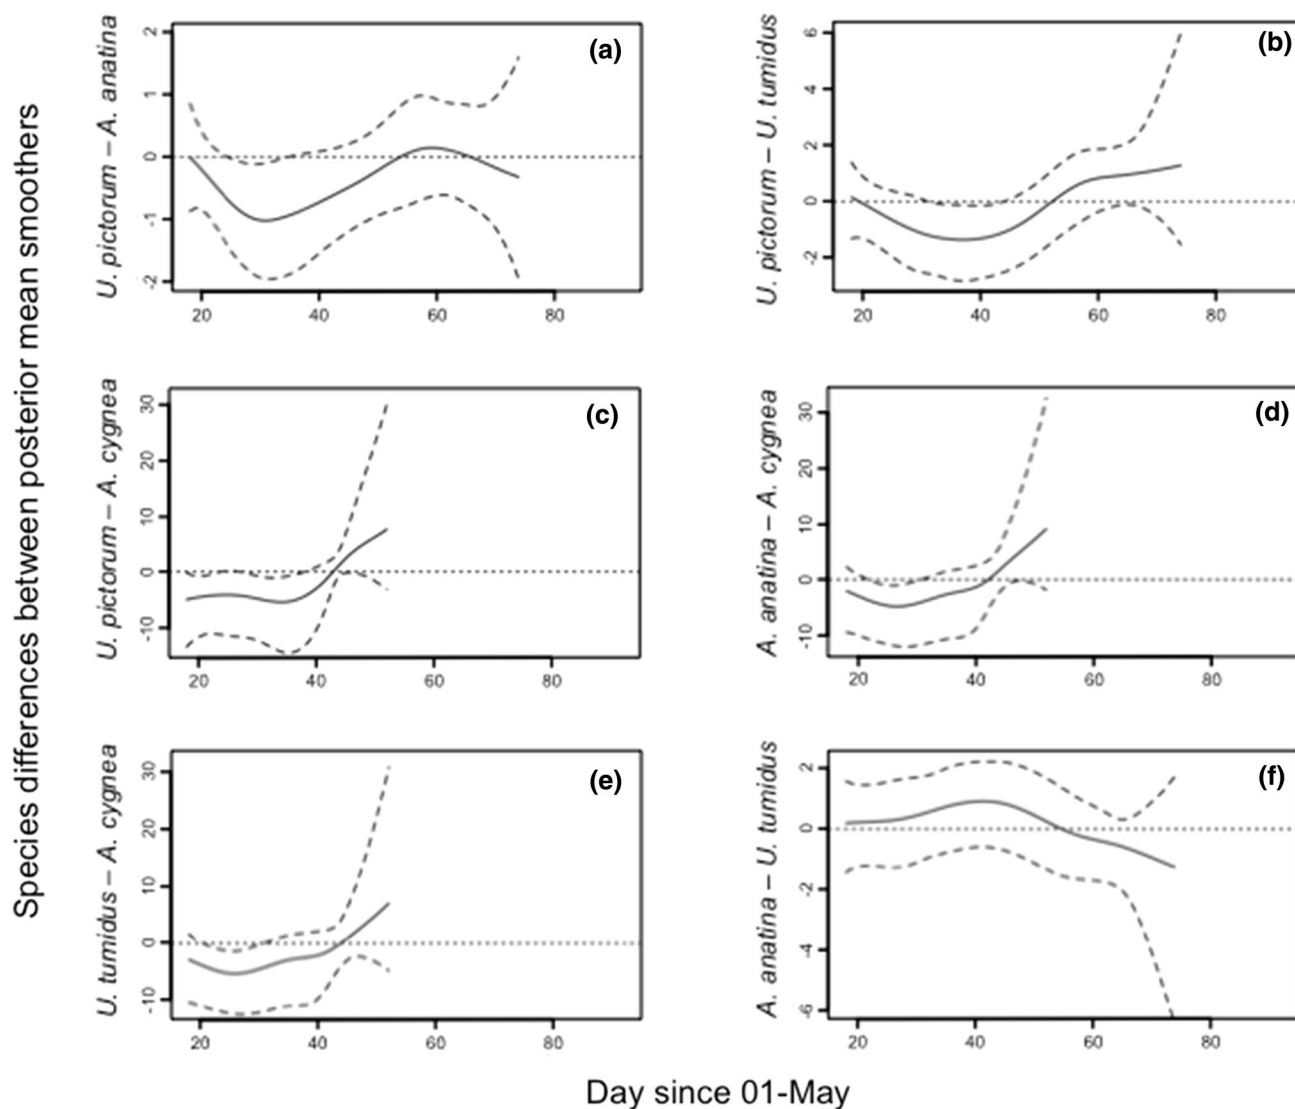 Species differences between posterior mean smoothers
U. pictorum – A. anatina
2
1
0
-1
-2
(a)
20 40 60 80
U. pictorum – U. tumidus
6
4
2
0
-2
(b)
20 40 60 80
U. pictorum – A. cygnea
30
20
10
0
-10
(c)
20 40 60 80
A. anatina – A. cygnea
30
20
10
0
-10
(d)
20 40 60 80
U. tumidus – A. cygnea
30
20
10
0
-10
(e)
20 40 60 80
A. anatina – U. tumidus
2
0
-2
-4
-6
(f)
20 40 60 80
Day since 01-May